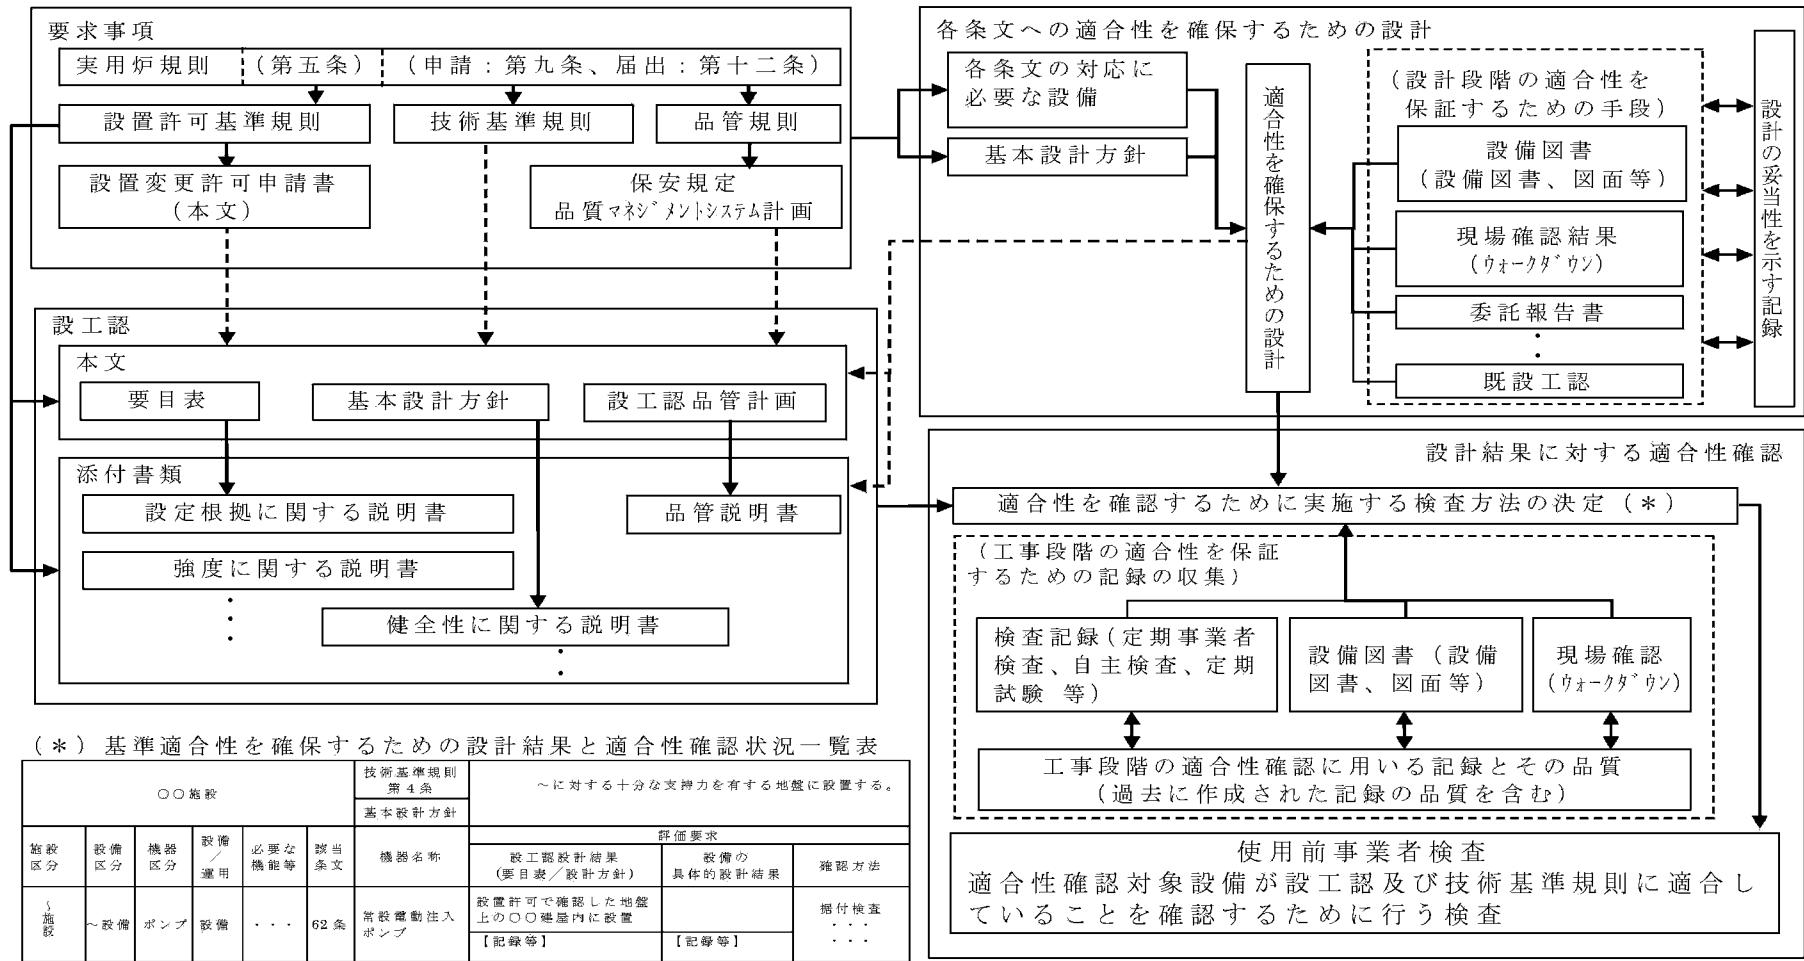 要求事項
実用炉規則 (第五条) (申請：第九条、届出：第十二条)
設置許可基準規則
技術基準規則
品管規則
設置変更許可申請書
(本文)
保安規定
品質マネジメントシステム計画
設工認
本文
要目表
基本設計方針
設工認品管計画
添付書類
設定根拠に関する説明書
品管説明書
強度に関する説明書
・
・
・
健全性に関する説明書
・
・
各条文への適合性を確保するための設計
各条文の対応に
必要な設備
基本設計方針
適合性を確保するための設計
(設計段階の適合性を
保証するための手段)
設備図書
(設備図書、図面等)
現場確認結果
(ウォークダウン)
委託報告書
・
・
既設工認
設計の妥当性を示す記録
設計結果に対する適合性確認
適合性を確認するために実施する検査方法の決定 (＊)
(工事段階の適合性を保証
するための記録の収集)
検査記録(定期事業者
検査、自主検査、定期
試験 等)
設備図書 (設備
図書、図面等)
現場確認
(ウォークダウン)
工事段階の適合性確認に用いる記録とその品質
(過去に作成された記録の品質を含む)
使用前事業者検査
適合性確認対象設備が設工認及び技術基準規則に適合し
ていることを確認するために行う検査
(＊) 基準適合性を確保するための設計結果と適合性確認状況一覧表
○○施設
技術基準規則
第4条
～に対する十分な支持力を有する地盤に設置する。
基本設計方針
施設
区分
設備
区分
機器
区分
設備
／
運用
必要な
機能等
該当
条文
機器名称
評価要求
設工認設計結果
(要目表／設計方針)
設備の
具体的設計結果
確認方法
～施設
～設備
ポンプ
設備
・・・
62条
常設電動注入
ポンプ
設置許可で確認した地盤
上の○○建屋内に設置
【記録等】
【記録等】
据付検査
・・・
・・・